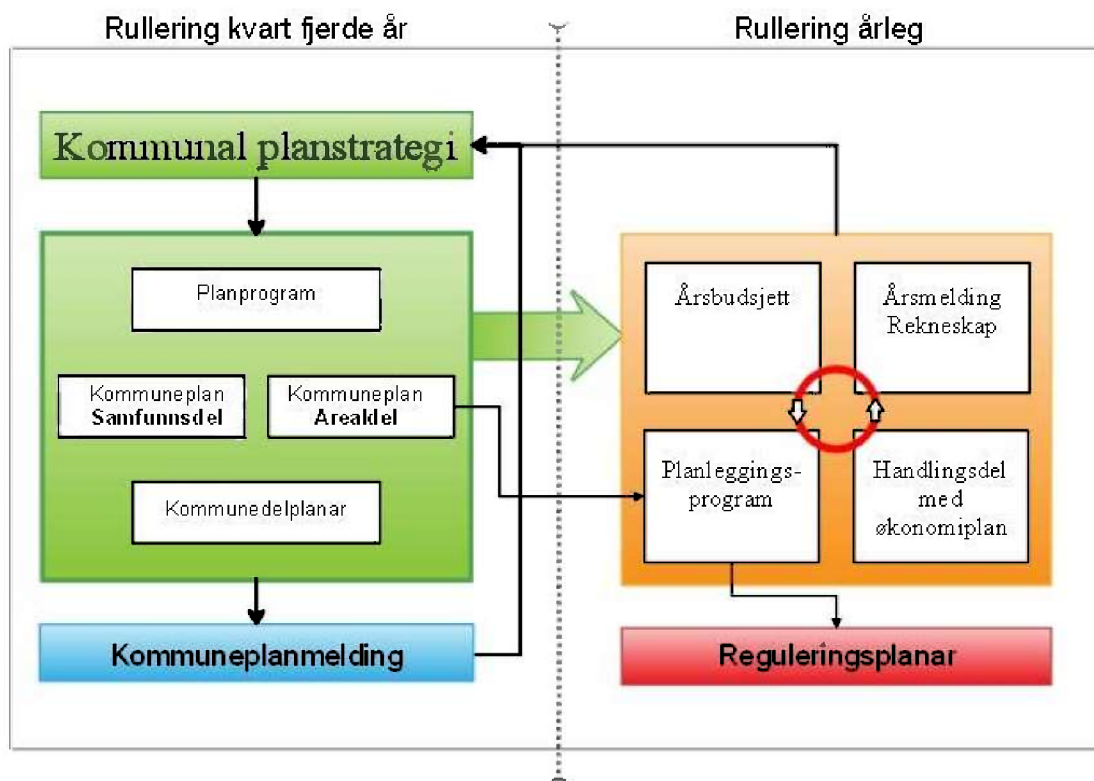 Rullering kvart fjerde år
Rullering årleg
Kommunal planstrategi
Planprogram
Kommuneplan
Samfunnsdel
Kommuneplan
Arealdel
Kommunedelplanar
Kommuneplanmelding
Årsbudsjett
Årsmelding
Rekneskap
Planleggings-
program
Handlingsdel
med
økonomiplan
Reguleringsplanar